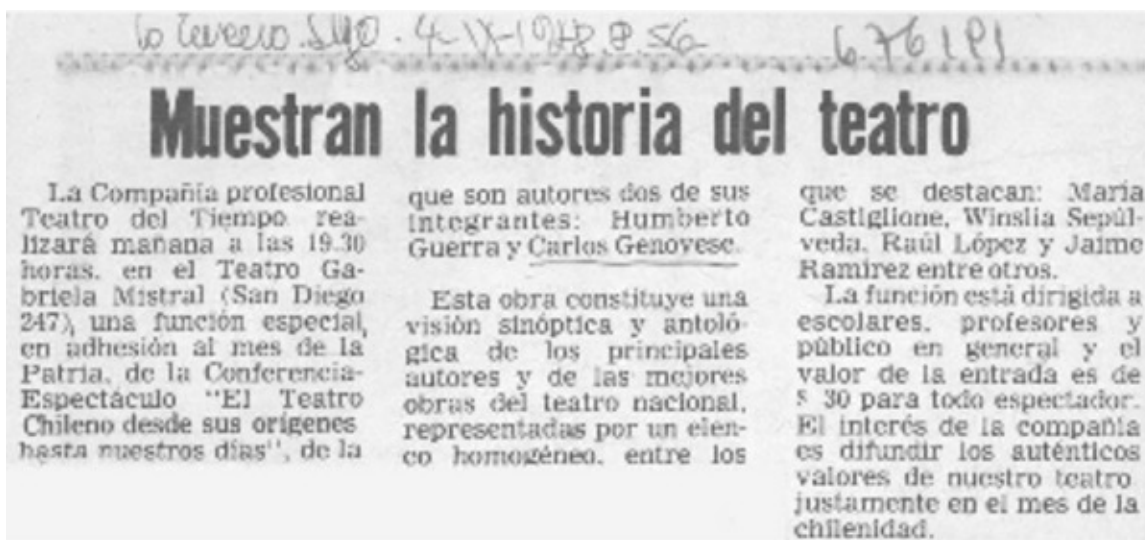 La Tercera. Stgo. 4-IX-1978. P. 56
Muestran la historia del teatro
La Compañía profesional
Teatro del Tiempo rea-
lizará mañana a las 19.30
horas, en el Teatro Ga-
briela Mistral (San Diego
247), una función especial,
en adhesión al mes de la
Patria, de la Conferencia-
Espectáculo "El Teatro
Chileno desde sus orígenes
hasta nuestros días", de la
que son autores dos de sus
integrantes: Humberto
Guerra y Carlos Genovese.
Esta obra constituye una
visión sinóptica y antoló-
gica de los principales
autores y de las mejores
obras del teatro nacional,
representadas por un elen-
co homogéneo, entre los
que se destacan: María
Castiglione, Winslia Sepúl-
veda, Raúl López y Jaime
Ramírez entre otros.
La función está dirigida a
escolares, profesores y
público en general y el
valor de la entrada es de
$ 30 para todo espectador.
El interés de la compañía
es difundir los auténticos
valores de nuestro teatro
justamente en el mes de la
chilenidad.